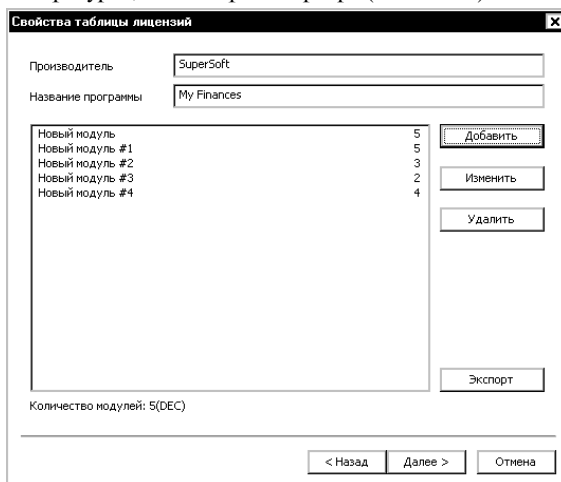 Свойства таблицы лицензий
Производитель SuperSoft
Название программы My Finances
Новый модуль 5
Новый модуль #1 5
Новый модуль #2 3
Новый модуль #3 2
Новый модуль #4 4
Добавить
Изменить
Удалить
Экспорт
Количество модулей: 5(DEC)
< Назад Далее > Отмена